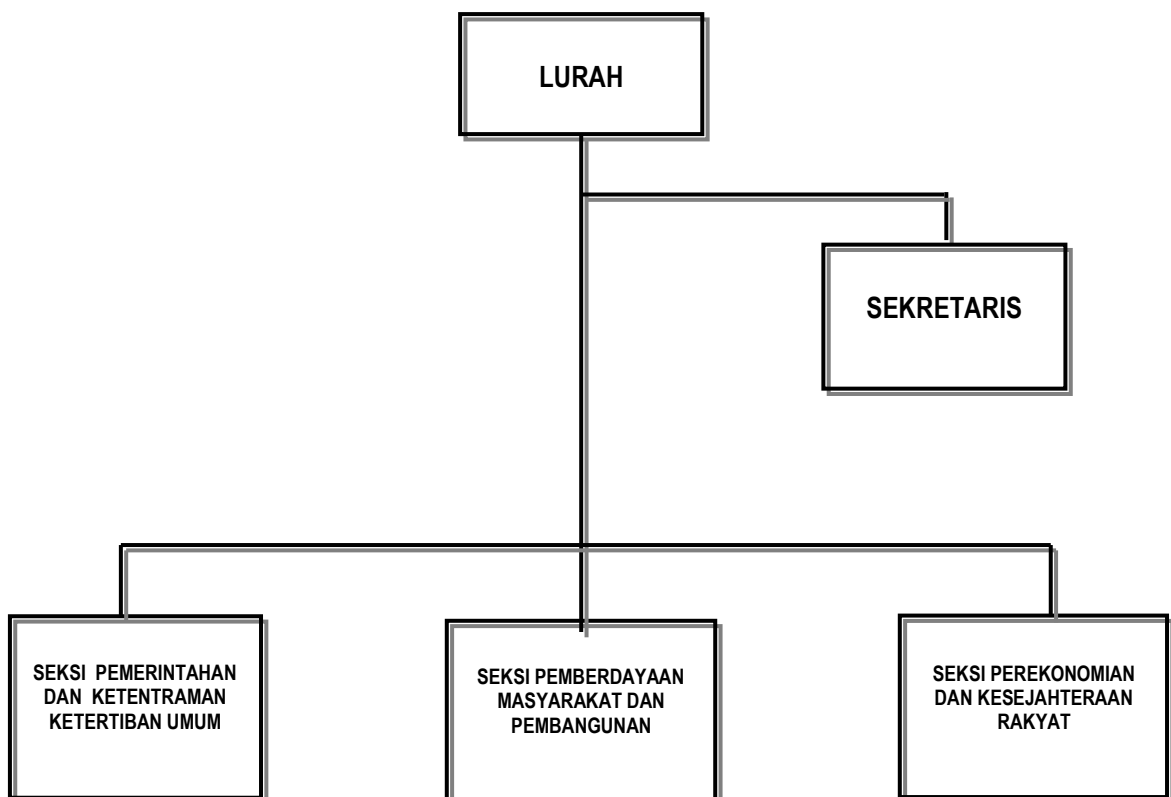 LURAH
SEKRETARIS
SEKSI PEMERINTAHAN
DAN KETENTRAMAN
KETERTIBAN UMUM
SEKSI PEMBERDAYAAN
MASYARAKAT DAN
PEMBANGUNAN
SEKSI PEREKONOMIAN
DAN KESEJAHTERAAN
RAKYAT